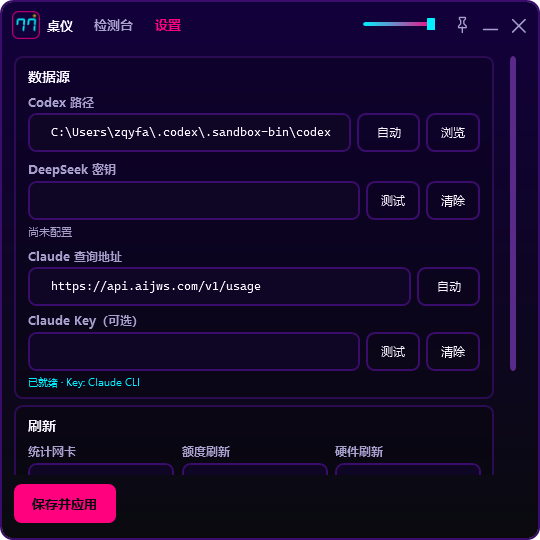 桌仪 检测台 设置
数据源
Codex 路径
C:\Users\zqyfa\.codex\.sandbox-bin\codex 自动 浏览
DeepSeek 密钥
测试 清除
尚未配置
Claude 查询地址
https://api.aijws.com/v1/usage 自动
Claude Key（可选）
测试 清除
已就绪 · Key: Claude CLI
刷新
统计网卡 额度刷新 硬件刷新
保存并应用